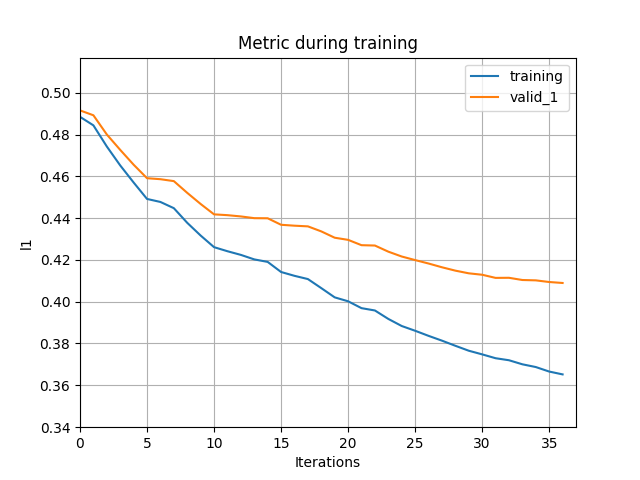 Metric during training
training
valid_1
0.50
0.48
0.46
0.44
0.42
0.40
0.38
0.36
0.34
l1
0 5 10 15 20 25 30 35
Iterations